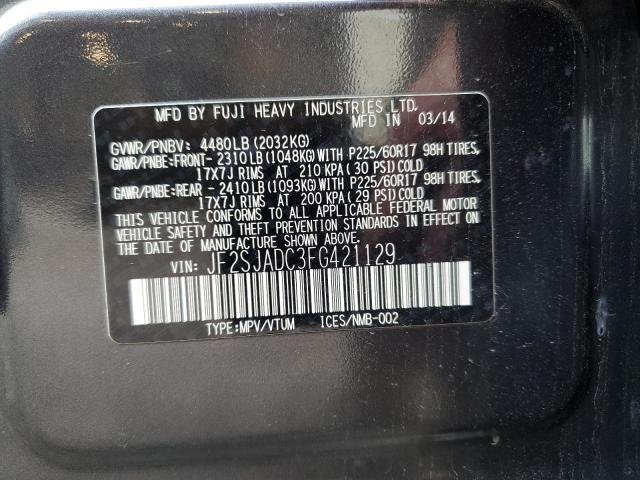 MFD BY FUJI HEAVY INDUSTRIES LTD.
MFD IN 03/14
GVWR/PNBV: 4480LB (2032KG)
GAWR/PNBE:FRONT- 2310LB (1048KG)WITH P225/60R17 98H TIRES,
17X7J RIMS AT 210 KPA (30 PSI)COLD
GAWR/PNBE:REAR - 2410LB (1093KG)WITH P225/60R17 98H TIRES,
17X7J RIMS AT 200 KPA (29 PSI)COLD
THIS VEHICLE CONFORMS TO ALL APPLICABLE FEDERAL MOTOR
VEHICLE SAFETY AND THEFT PREVENTION STANDARDS IN EFFECT ON
THE DATE OF MANUFACTURE SHOWN ABOVE.
VIN: JF2SJADC3FG421129
TYPE:MPV/VTUM ICES/NMB-002